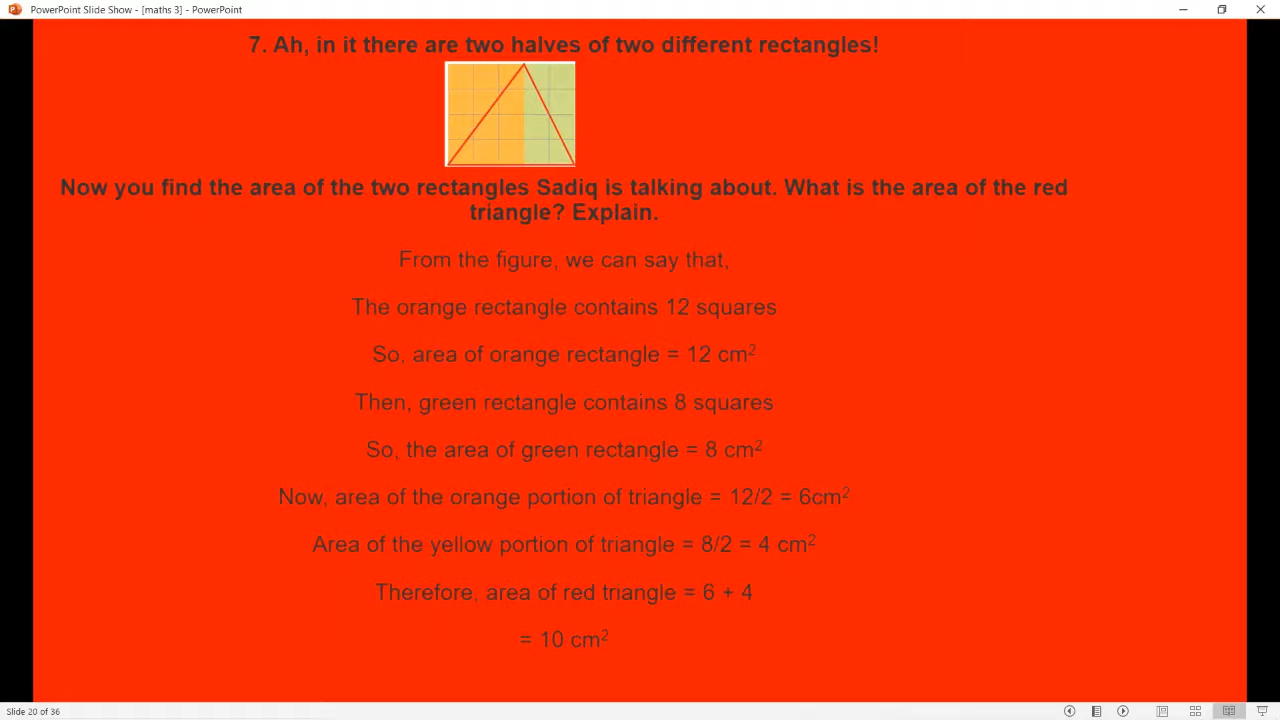 PowerPoint Slide Show - [maths 3] - PowerPoint
7. Ah, in it there are two halves of two different rectangles!
Now you find the area of the two rectangles Sadiq is talking about. What is the area of the red
triangle? Explain.
From the figure, we can say that,
The orange rectangle contains 12 squares
So, area of orange rectangle = 12 cm²
Then, green rectangle contains 8 squares
So, the area of green rectangle = 8 cm²
Now, area of the orange portion of triangle = 12/2 = 6cm²
Area of the yellow portion of triangle = 8/2 = 4 cm²
Therefore, area of red triangle = 6 + 4
= 10 cm²
Slide 20 of 36